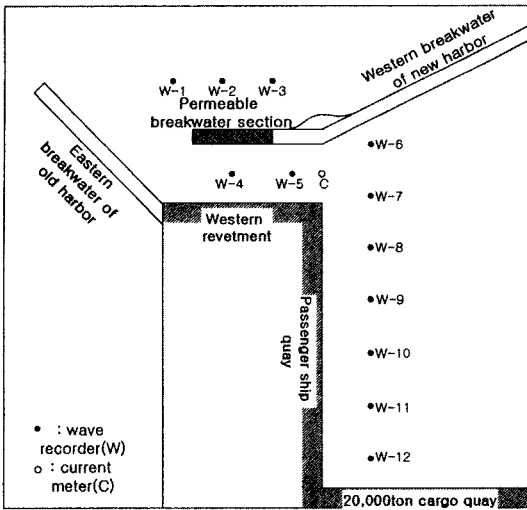 Western breakwater
of new harbor
W-1
W-2
W-3
Permeable
breakwater section
W-6
Eastern
breakwater of
old harbor
W-4
W-5
C
W-7
Western
revetment
W-8
Passenger ship
quay
W-9
W-10
W-11
W-12
• : wave
recorder(W)
○ : current
meter(C)
20,000ton cargo quay